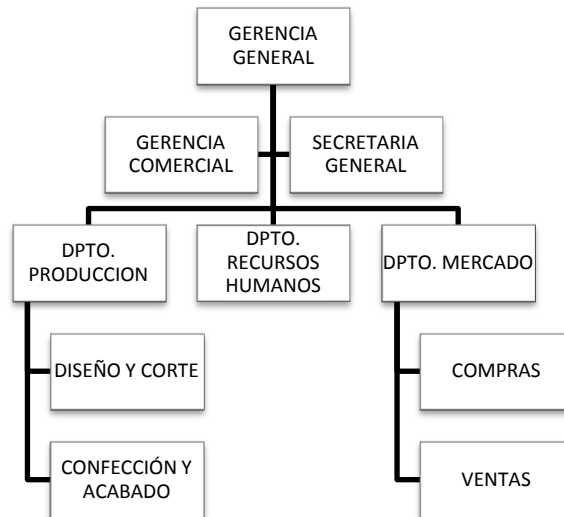 GERENCIA
GENERAL
GERENCIA
COMERCIAL
SECRETARIA
GENERAL
DPTO.
PRODUCCION
DPTO.
RECURSOS
HUMANOS
DPTO. MERCADO
DISEÑO Y CORTE
COMPRAS
CONFECCIÓN Y
ACABADO
VENTAS